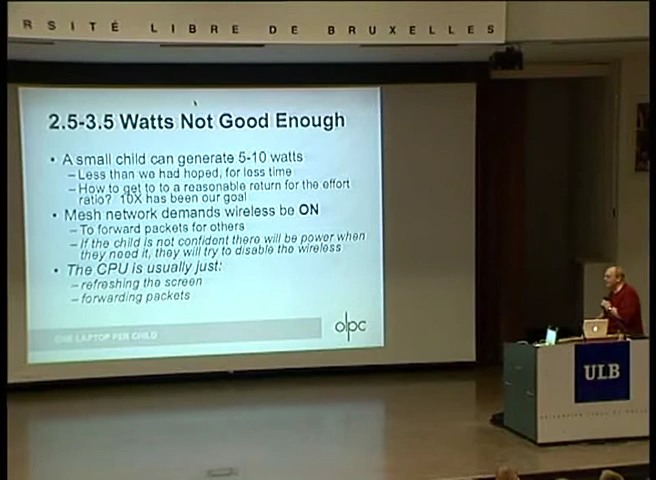 RSITÉ LIBRE DE BRUXELLES
2.5-3.5 Watts Not Good Enough
• A small child can generate 5-10 watts
– Less than we had hoped, for less time
– How to get to to a reasonable return for the effort
ratio? 10X has been our goal
• Mesh network demands wireless be ON
– To forward packets for others
– If the child is not confident there will be power when
they need it, they will try to disable the wireless
• The CPU is usually just:
– refreshing the screen
– forwarding packets
ONE LAPTOP PER CHILD
olpc
ULB